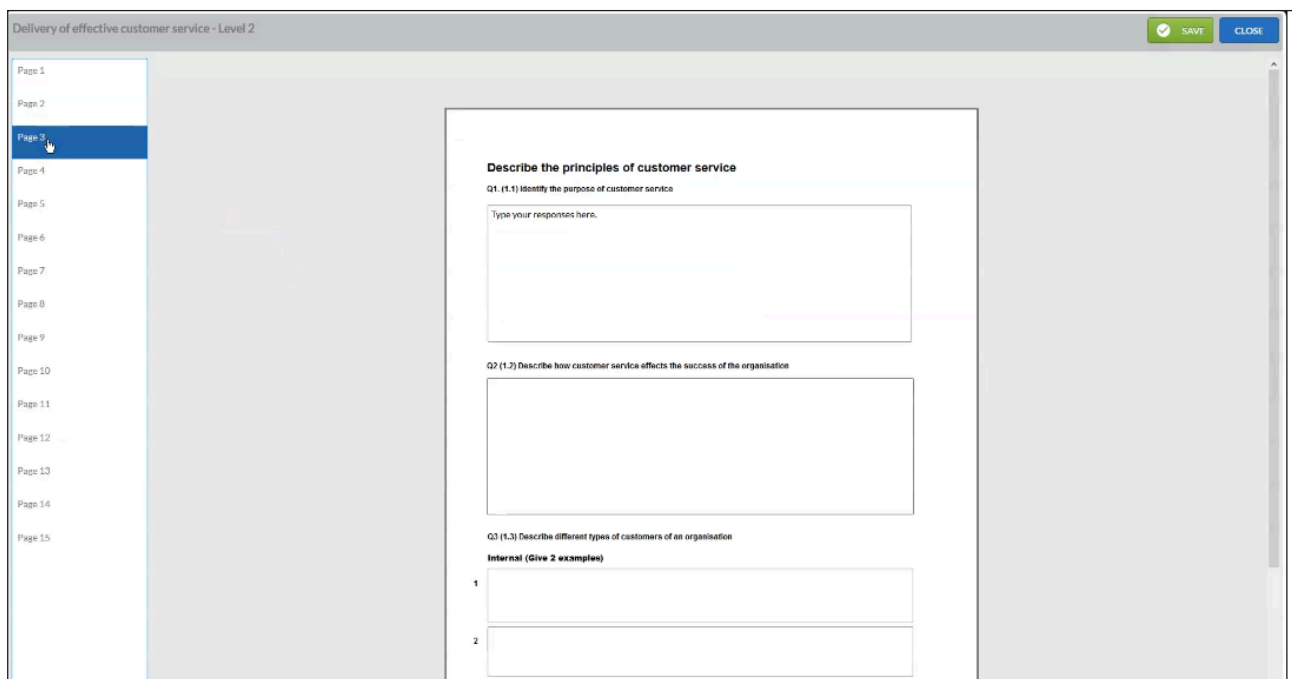 Delivery of effective customer service - Level 2
SAVE
CLOSE
Page 1
Page 2
Page 3
Page 4
Page 5
Page 6
Page 7
Page 8
Page 9
Page 10
Page 11
Page 12
Page 13
Page 14
Page 15
Describe the principles of customer service
Q1. (1.1) Identify the purpose of customer service
Type your responses here.
Q2 (1.2) Describe how customer service effects the success of the organisation
Q3 (1.3) Describe different types of customers of an organisation
Internal (Give 2 examples)
1
2